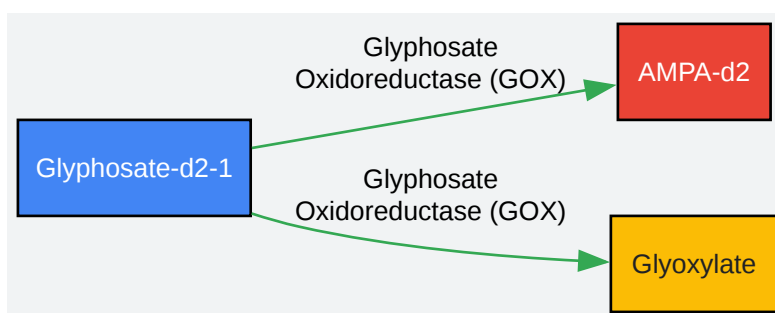 Glyphosate
Oxidoreductase (GOX)
AMPA-d2
Glyphosate-d2-1
Glyphosate
Oxidoreductase (GOX)
Glyoxylate